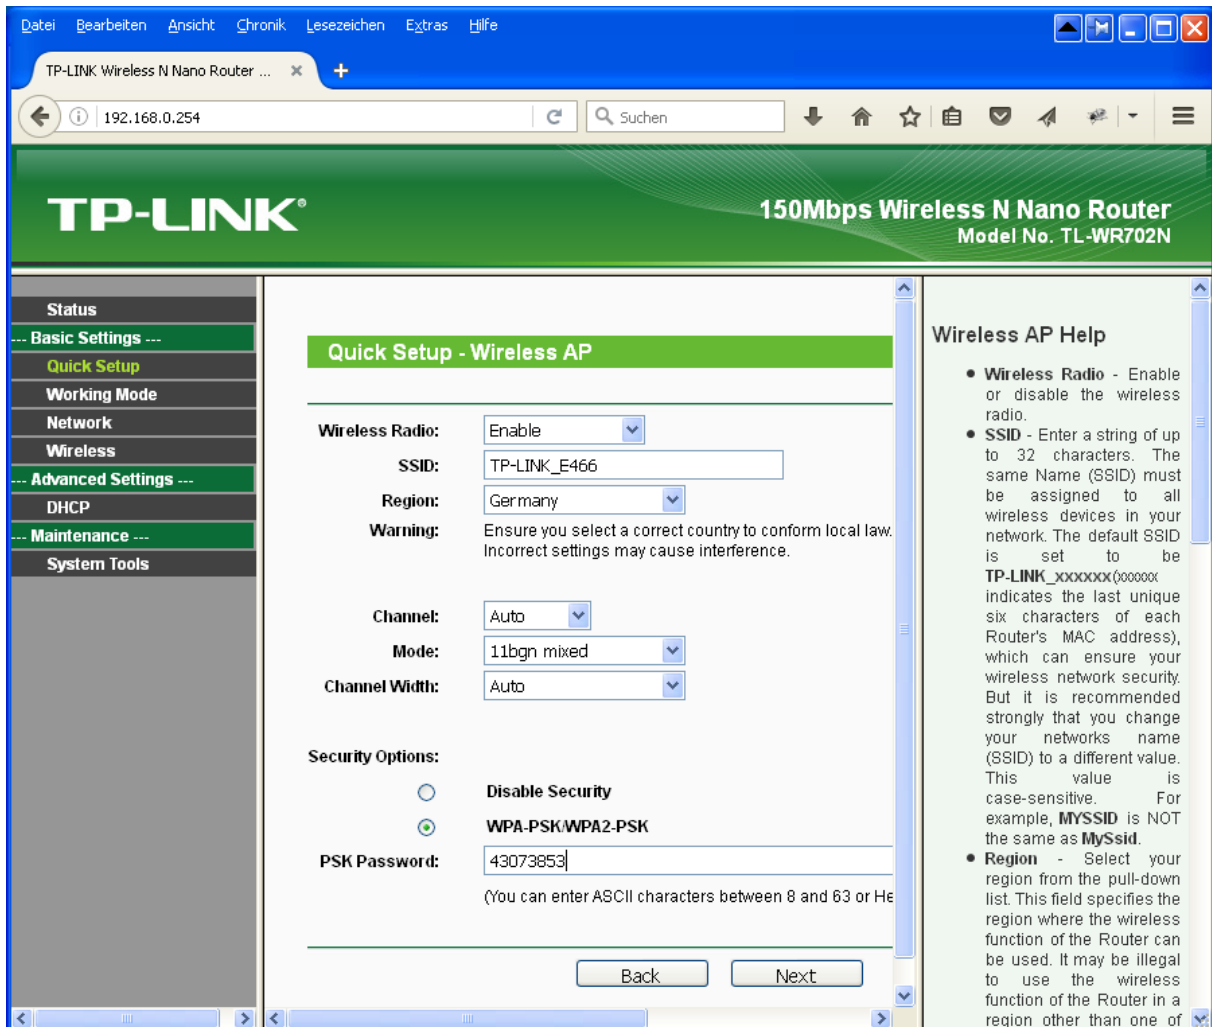 Datei Bearbeiten Ansicht Chronik Lesezeichen Extras Hilfe
TP-LINK Wireless N Nano Router ...
192.168.0.254
Suchen
TP-LINK®
150Mbps Wireless N Nano Router
Model No. TL-WR702N
Status
--- Basic Settings ---
Quick Setup
Working Mode
Network
Wireless
--- Advanced Settings ---
DHCP
--- Maintenance ---
System Tools
Quick Setup - Wireless AP
Wireless Radio: Enable
SSID: TP-LINK_E466
Region: Germany
Warning: Ensure you select a correct country to conform local law.
Incorrect settings may cause interference.
Channel: Auto
Mode: 11bgn mixed
Channel Width: Auto
Security Options:
Disable Security
WPA-PSK/WPA2-PSK
PSK Password: 43073853
(You can enter ASCII characters between 8 and 63 or He
Back Next
Wireless AP Help
Wireless Radio - Enable
or disable the wireless
radio.
SSID - Enter a string of up
to 32 characters. The
same Name (SSID) must
be assigned to all
wireless devices in your
network. The default SSID
is set to be
TP-LINK_xxxxxx(xxxxxx
indicates the last unique
six characters of each
Router's MAC address),
which can ensure your
wireless network security.
But it is recommended
strongly that you change
your networks name
(SSID) to a different value.
This value is
case-sensitive. For
example, MYSSID is NOT
the same as MySsid.
Region - Select your
region from the pull-down
list. This field specifies the
region where the wireless
function of the Router can
be used. It may be illegal
to use the wireless
function of the Router in a
region other than one of